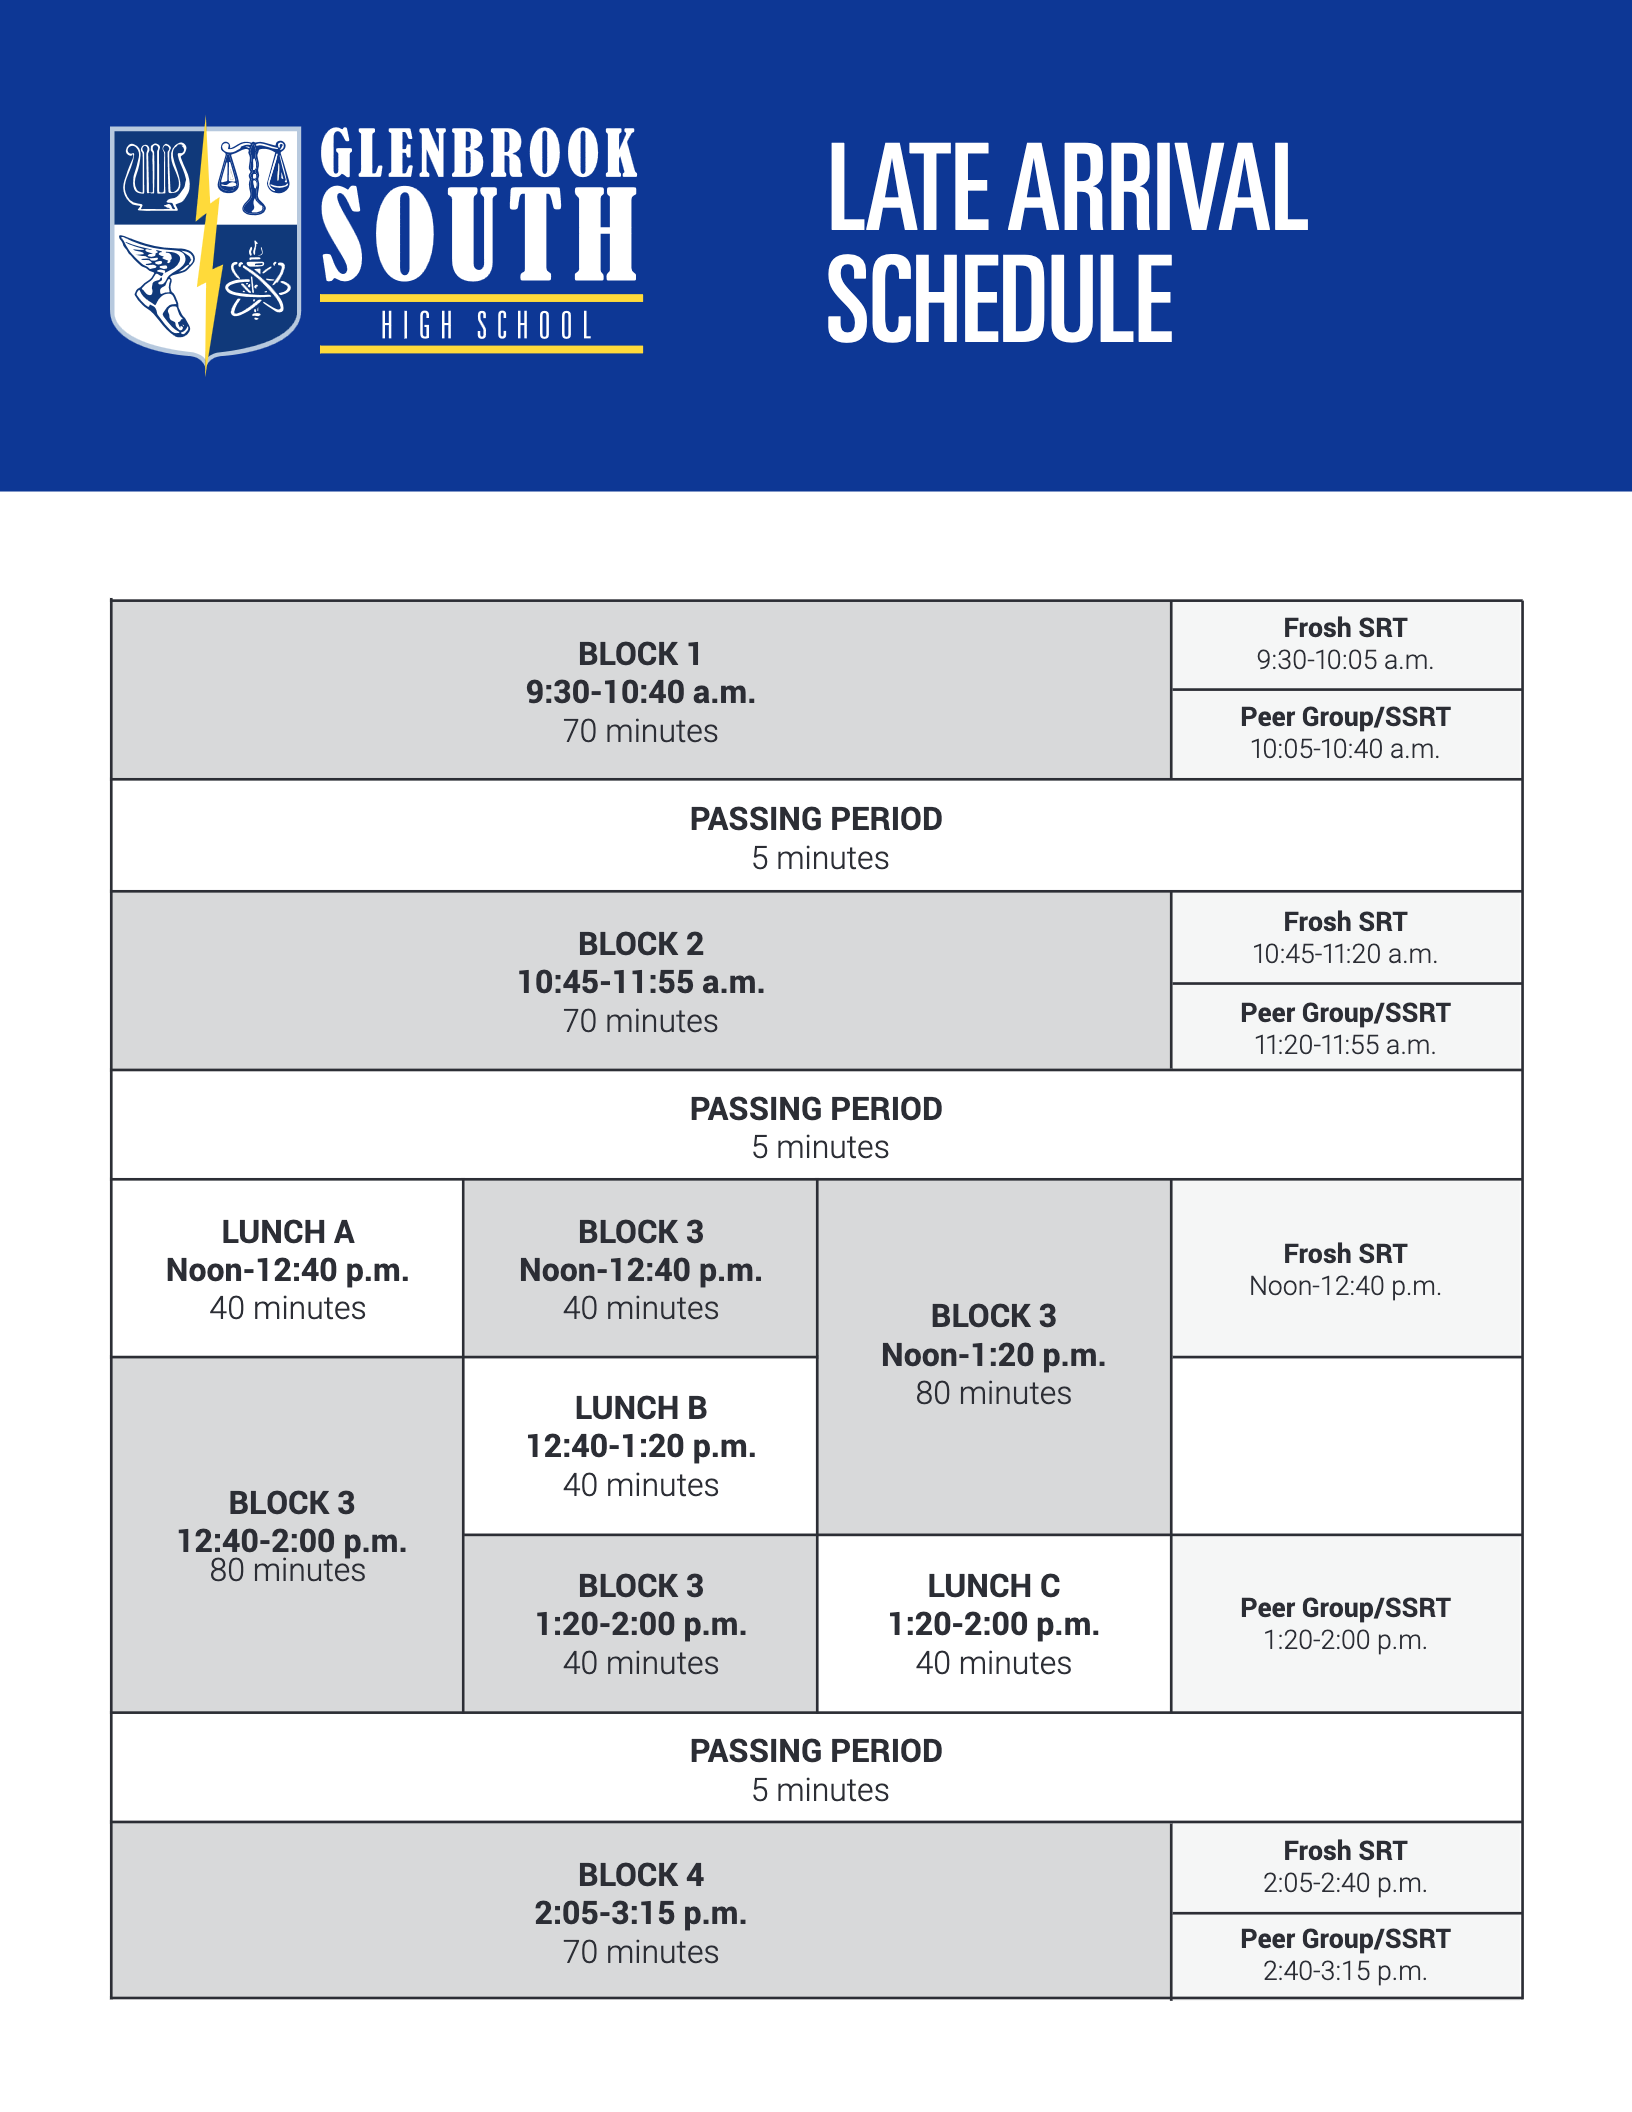 GLENBROOK
SOUTH
HIGH SCHOOL
LATE ARRIVAL
SCHEDULE
BLOCK 1
9:30-10:40 a.m.
70 minutes
Frosh SRT
9:30-10:05 a.m.
Peer Group/SSRT
10:05-10:40 a.m.
PASSING PERIOD
5 minutes
BLOCK 2
10:45-11:55 a.m.
70 minutes
Frosh SRT
10:45-11:20 a.m.
Peer Group/SSRT
11:20-11:55 a.m.
PASSING PERIOD
5 minutes
LUNCH A
Noon-12:40 p.m.
40 minutes
BLOCK 3
Noon-12:40 p.m.
40 minutes
BLOCK 3
Noon-1:20 p.m.
80 minutes
Frosh SRT
Noon-12:40 p.m.
BLOCK 3
12:40-2:00 p.m.
80 minutes
LUNCH B
12:40-1:20 p.m.
40 minutes
BLOCK 3
1:20-2:00 p.m.
40 minutes
LUNCH C
1:20-2:00 p.m.
40 minutes
Peer Group/SSRT
1:20-2:00 p.m.
PASSING PERIOD
5 minutes
BLOCK 4
2:05-3:15 p.m.
70 minutes
Frosh SRT
2:05-2:40 p.m.
Peer Group/SSRT
2:40-3:15 p.m.